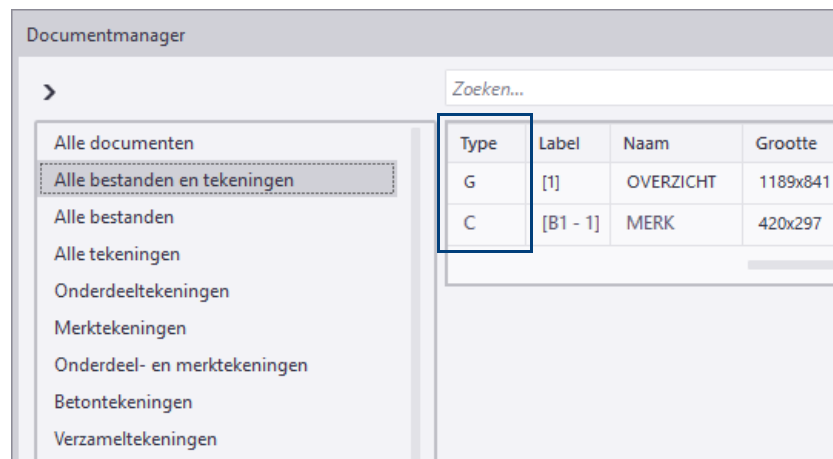 Documentmanager
Zoeken...
Alle documenten
Alle bestanden en tekeningen
Alle bestanden
Alle tekeningen
Onderdeeltekeningen
Merktekeningen
Onderdeel- en merktekeningen
Betontekeningen
Verzameltekeningen
Type Label Naam Grootte
G [1] OVERZICHT 1189x841
C [B1 - 1] MERK 420x297